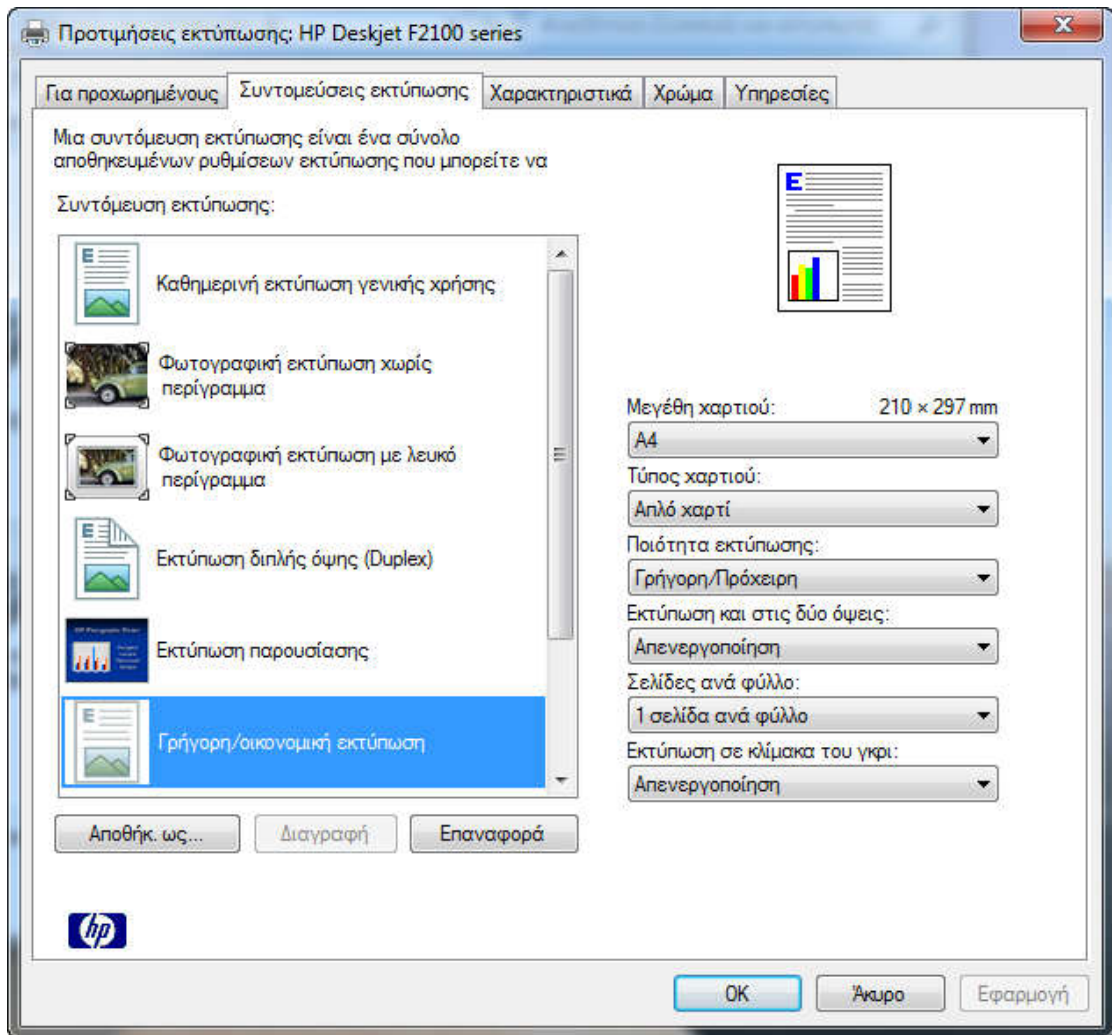 Προτιμήσεις εκτύπωσης: HP Deskjet F2100 series
Για προχωρημένους Συντομεύσεις εκτύπωσης Χαρακτηριστικά Χρώμα Υπηρεσίες
Μια συντόμευση εκτύπωσης είναι ένα σύνολο
αποθηκευμένων ρυθμίσεων εκτύπωσης που μπορείτε να
Συντόμευση εκτύπωσης:
Καθημερινή εκτύπωση γενικής χρήσης
Φωτογραφική εκτύπωση χωρίς
περίγραμμα
Φωτογραφική εκτύπωση με λευκό
περίγραμμα
Εκτύπωση διπλής όψης (Duplex)
Εκτύπωση παρουσίασης
Γρήγορη/οικονομική εκτύπωση
Αποθήκ. ως... Διαγραφή Επαναφορά
E
Μεγέθη χαρτιού: 210 × 297 mm
A4
Τύπος χαρτιού:
Απλό χαρτί
Ποιότητα εκτύπωσης:
Γρήγορη/Πρόχειρη
Εκτύπωση και στις δύο όψεις:
Απενεργοποίηση
Σελίδες ανά φύλλο:
1 σελίδα ανά φύλλο
Εκτύπωση σε κλίμακα του γκρι:
Απενεργοποίηση
hp
OK Άκυρο Εφαρμογή